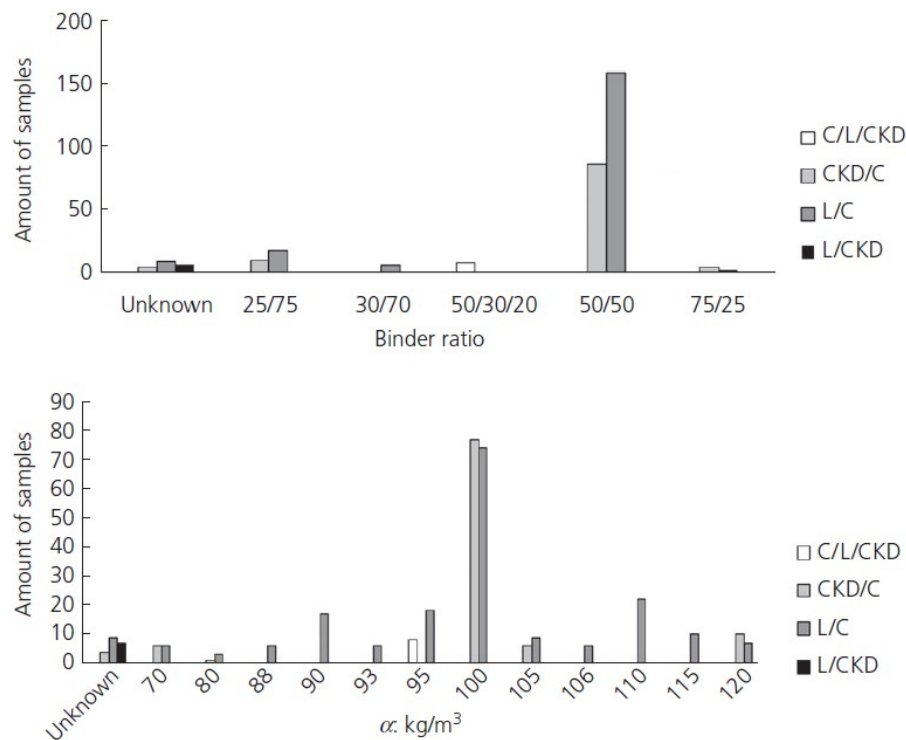 200
150
100
50
0
Amount of samples
Unknown 25/75 30/70 50/30/20 50/50 75/25
Binder ratio
C/L/CKD
CKD/C
L/C
L/CKD
90
80
70
60
50
40
30
20
10
0
Amount of samples
Unknown 70 80 88 90 93 95 100 105 106 110 115 120
α: kg/m³
C/L/CKD
CKD/C
L/C
L/CKD